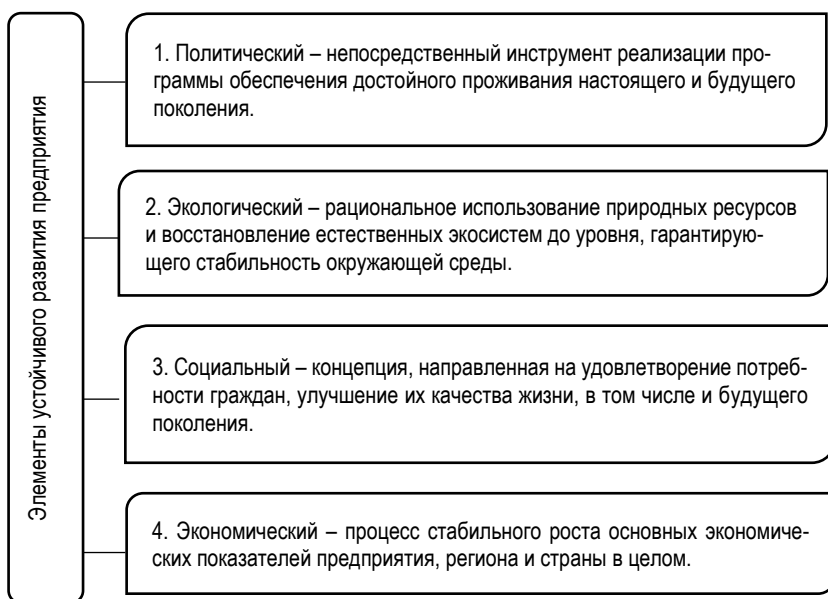 Элементы устойчивого развития предприятия
1. Политический – непосредственный инструмент реализации про-
граммы обеспечения достойного проживания настоящего и будущего
поколения.
2. Экологический – рациональное использование природных ресурсов
и восстановление естественных экосистем до уровня, гарантирую-
щего стабильность окружающей среды.
3. Социальный – концепция, направленная на удовлетворение потреб-
ности граждан, улучшение их качества жизни, в том числе и будущего
поколения.
4. Экономический – процесс стабильного роста основных экономиче-
ских показателей предприятия, региона и страны в целом.